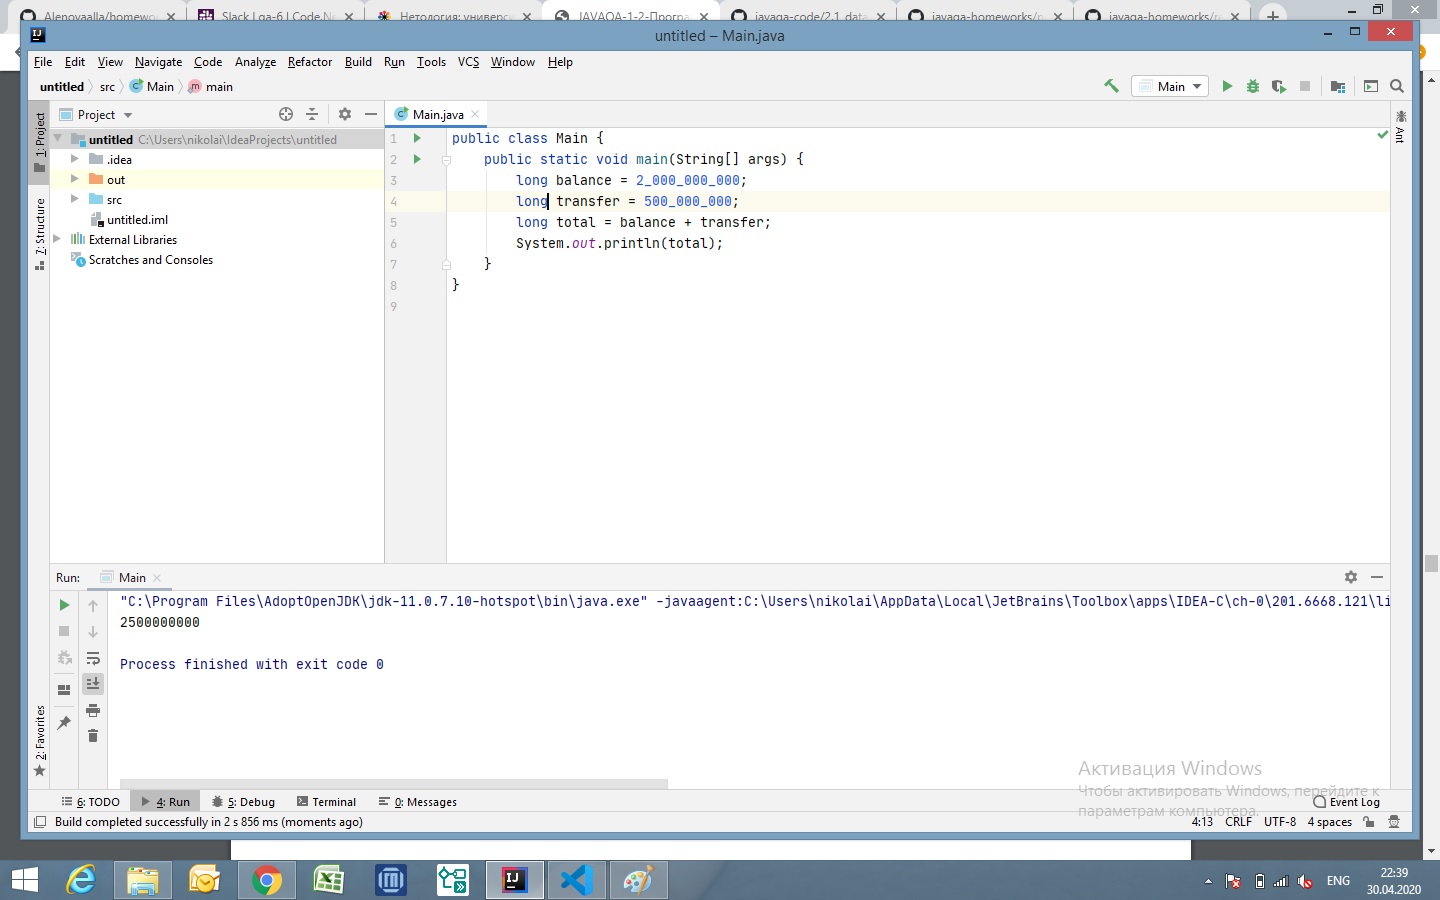 Alenovaalla/homewo
Slack | qa-6 | Code.Ne
Нетология: универс
JAVAQA-1-2-Програ
javaqa-code/2.1_data
javaqa-homeworks/p
javaqa-homeworks/r
untitled – Main.java
File Edit View Navigate Code Analyze Refactor Build Run Tools VCS Window Help
untitled src Main main
Main
Project
Main.java
1: Project
7: Structure
2: Favorites
Ant
untitled C:\Users\nikolai\IdeaProjects\untitled
.idea
out
src
untitled.iml
External Libraries
Scratches and Consoles
1 public class Main {
2 public static void main(String[] args) {
3 long balance = 2_000_000_000;
4 long transfer = 500_000_000;
5 long total = balance + transfer;
6 System.out.println(total);
7 }
8 }
9
Run: Main
"C:\Program Files\AdoptOpenJDK\jdk-11.0.7.10-hotspot\bin\java.exe" -javaagent:C:\Users\nikolai\AppData\Local\JetBrains\Toolbox\apps\IDEA-C\ch-0\201.6668.121\li
2500000000
Process finished with exit code 0
Активация Windows
Чтобы активировать Windows, перейдите к
параметрам компьютера.
6: TODO 4: Run 5: Debug Terminal 0: Messages Event Log
Build completed successfully in 2 s 856 ms (moments ago) 4:13 CRLF UTF-8 4 spaces
ENG
22:39
30.04.2020